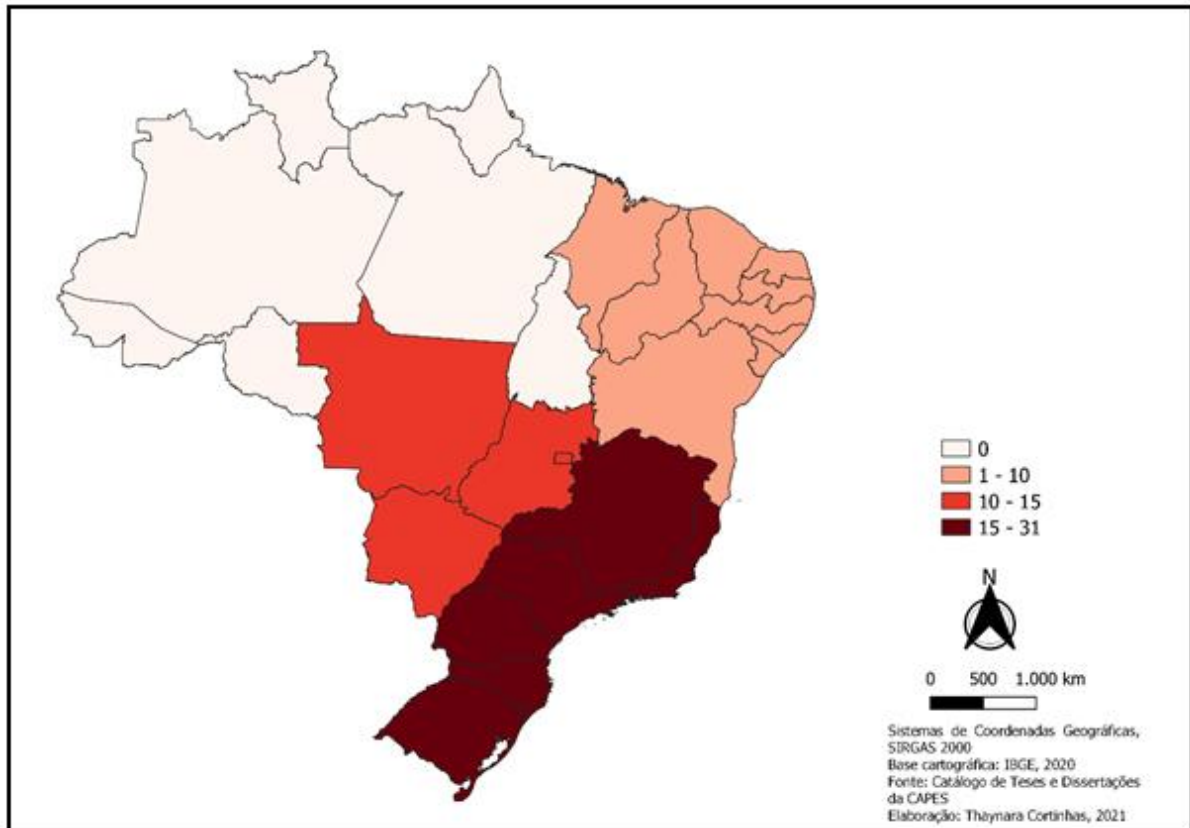 0
1 - 10
10 - 15
15 - 31
N
0 500 1.000 km
Sistemas de Coordenadas Geográficas,
SIRGAS 2000
Base cartográfica: IBGE, 2020
Fonte: Catálogo de Teses e Dissertações
da CAPES
Elaboração: Thaynara Cortinhas, 2021